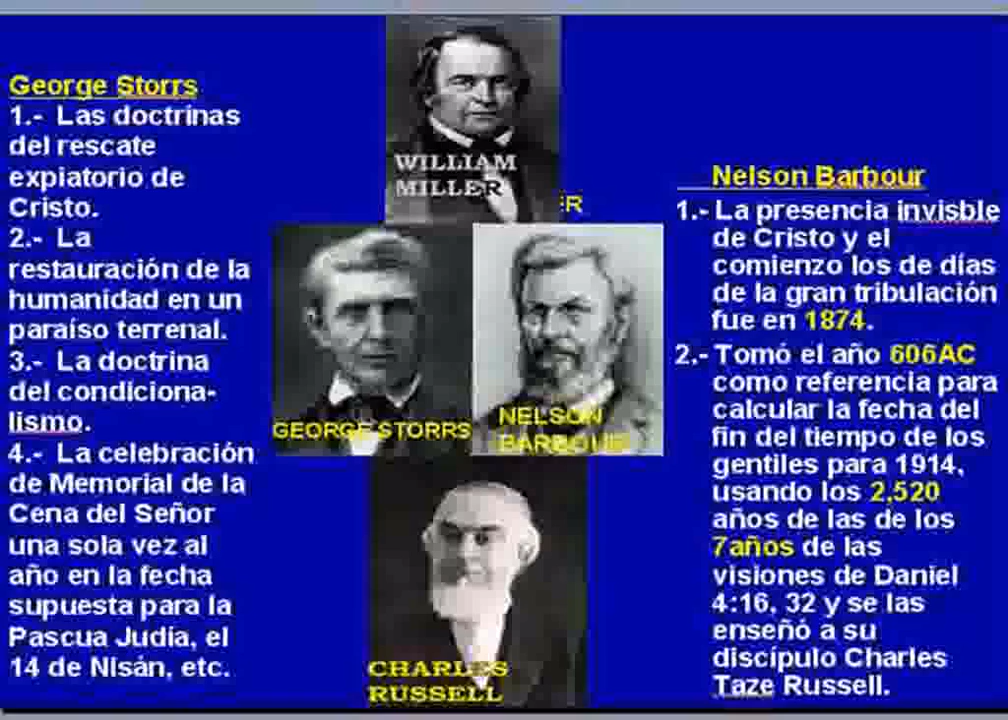 George Storrs
1.- Las doctrinas
del rescate
expiatorio de
Cristo.
2.- La
restauración de la
humanidad en un
paraíso terrenal.
3.- La doctrina
del condiciona-
lismo.
4.- La celebración
de Memorial de la
Cena del Señor
una sola vez al
año en la fecha
supuesta para la
Pascua Judía, el
14 de NIsán, etc.
WILLIAM
MILLER
ER
GEORGE STORRS
NELSON
BARBOUR
CHARLES
RUSSELL
Nelson Barbour
1.- La presencia invisble
de Cristo y el
comienzo los de días
de la gran tribulación
fue en 1874.
2.- Tomó el año 606AC
como referencia para
calcular la fecha del
fin del tiempo de los
gentiles para 1914,
usando los 2,520
años de las de los
7años de las
visiones de Daniel
4:16, 32 y se las
enseñó a su
discípulo Charles
Taze Russell.